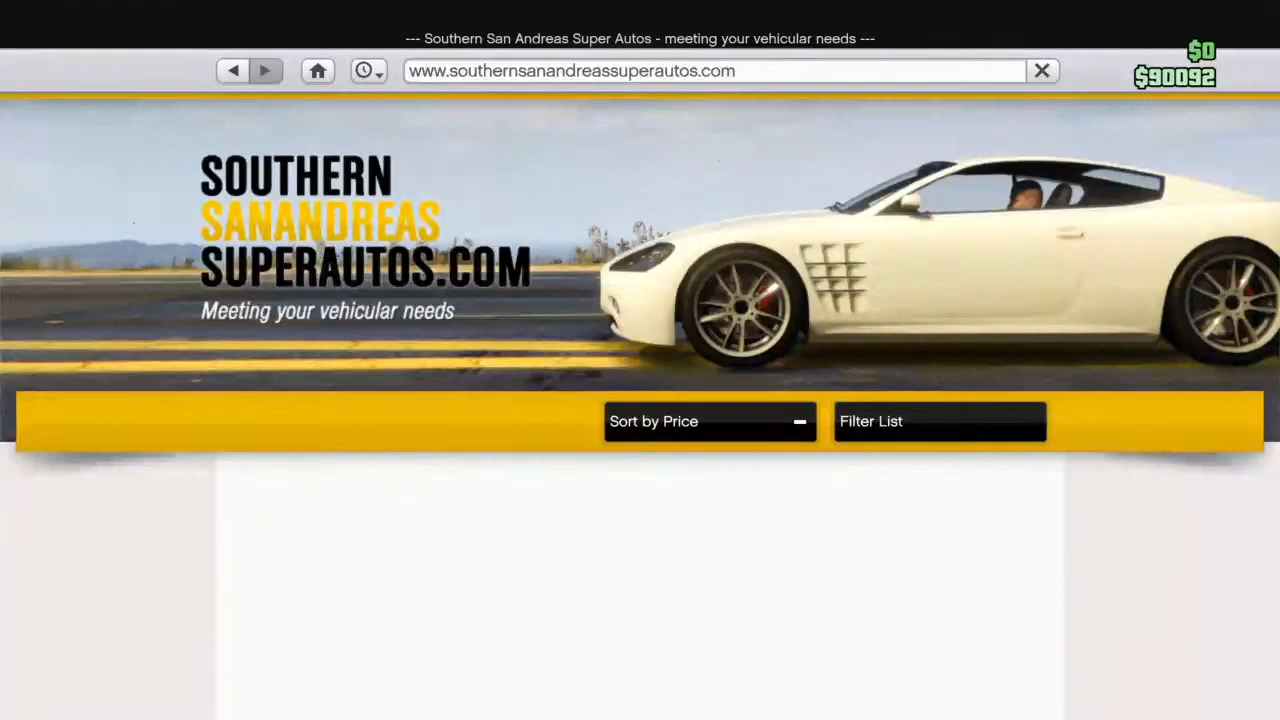 --- Southern San Andreas Super Autos - meeting your vehicular needs ---
$0
www.southernsanandreassuperautos.com
$90092
SOUTHERN
SANANDREAS
SUPERAUTOS.COM
Meeting your vehicular needs
Sort by Price
Filter List